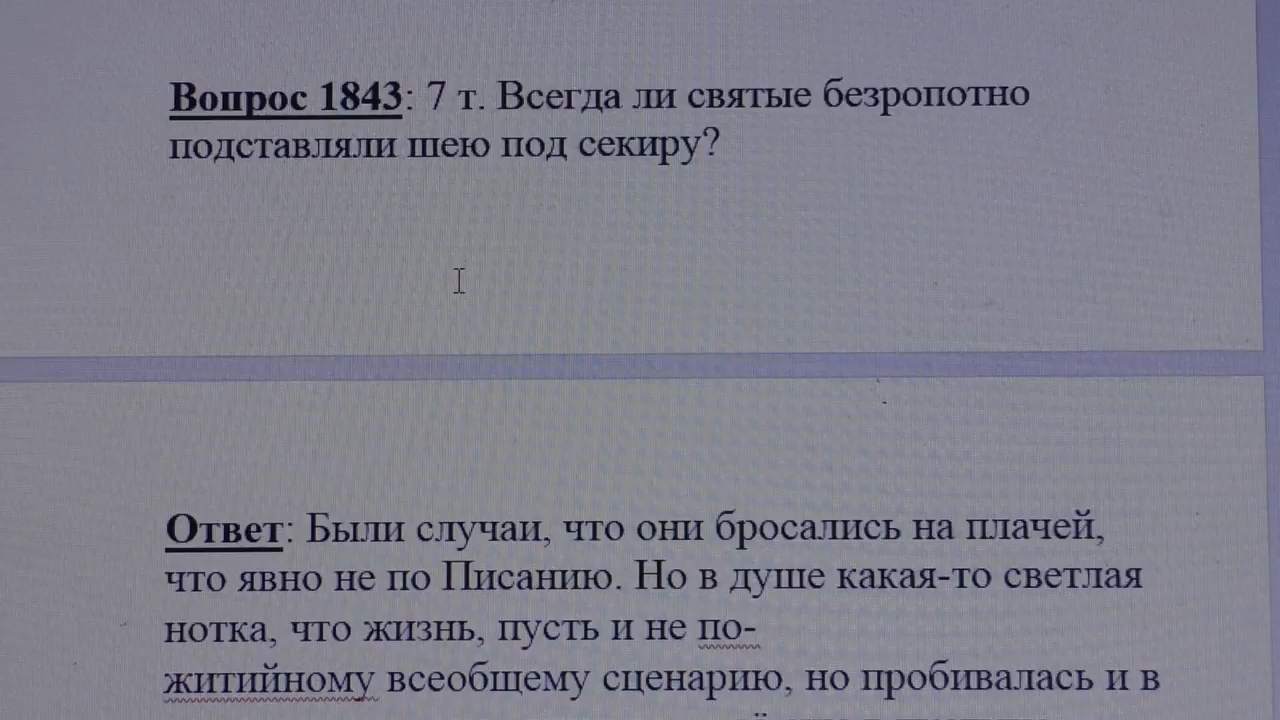 Вопрос 1843: 7 т. Всегда ли святые безропотно
подставляли шею под секиру?
Ответ: Были случаи, что они бросались на плачей,
что явно не по Писанию. Но в душе какая-то светлая
нотка, что жизнь, пусть и не по-
житийному всеобщему сценарию, но пробивалась и в